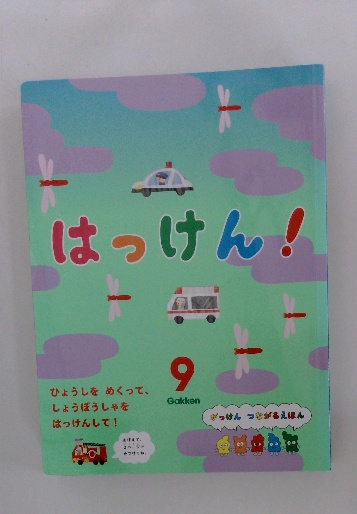 はっけん!
9
Gakken
ひょうしを めくって、
しょうぼうしゃを
はっけんして!
がっけん つながるえほん